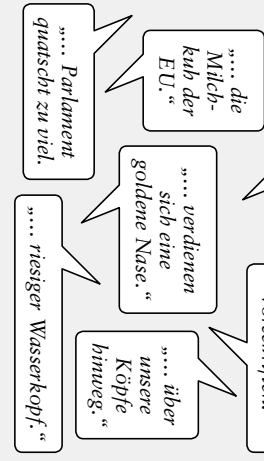 „... die
Milch-
kuh der
EU.“
„... Parlament
quatscht zu viel.
„... verdienen
sich eine
goldene Nase.“
„... über
unsere
Köpfe
hinweg.“
„... riesiger Wasserkopf.“